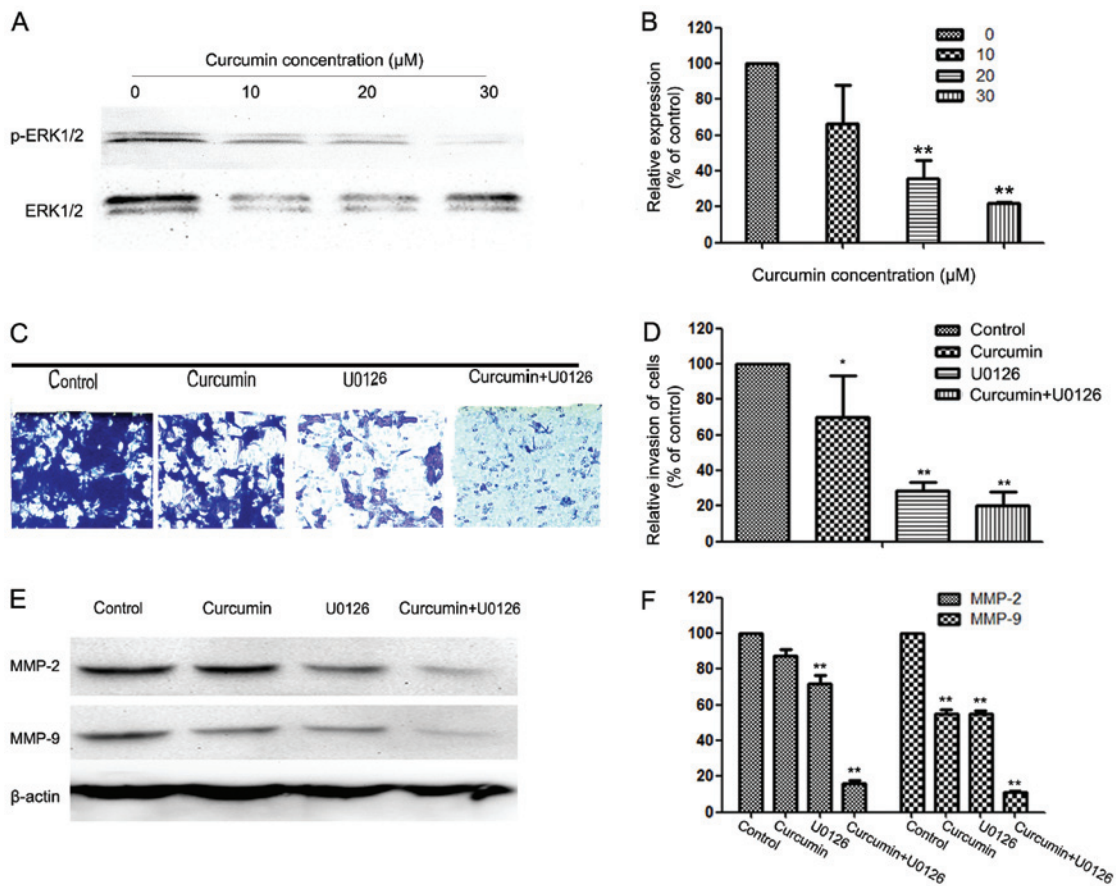 A
Curcumin concentration (µM)
0 10 20 30
p-ERK1/2
ERK1/2
B
Relative expression
(% of control)
120
100
80
60
40
20
0
**
**
0
10
20
30
Curcumin concentration (µM)
C
Control Curcumin U0126 Curcumin+U0126
D
Relative invasion of cells
(% of control)
120
100
80
60
40
20
0
*
**
**
Control
Curcumin
U0126
Curcumin+U0126
E
Control Curcumin U0126 Curcumin+U0126
MMP-2
MMP-9
β-actin
F
120
100
80
60
40
20
0
**
**
**
**
**
MMP-2
MMP-9
Control Curcumin U0126 Curcumin+U0126 Control Curcumin U0126 Curcumin+U0126